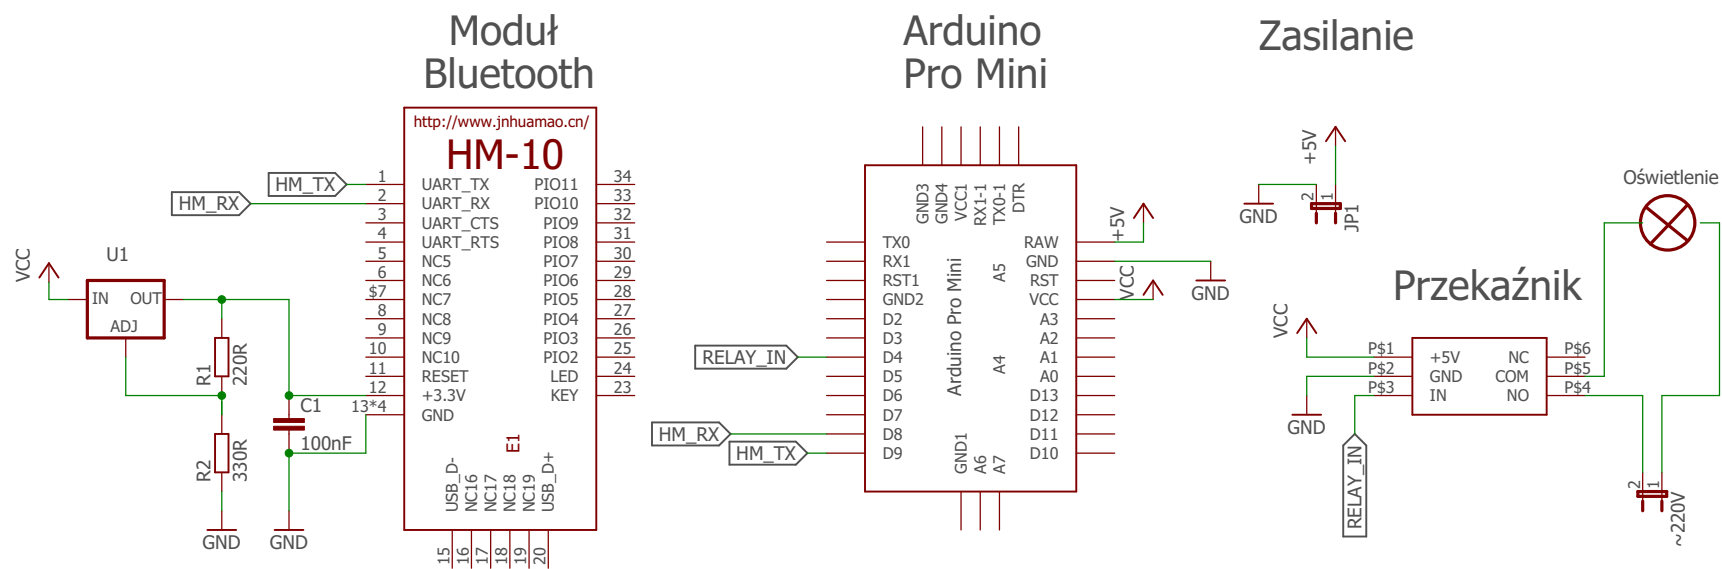 Moduł
Bluetooth
Arduino
Pro Mini
Zasilanie
http://www.jnhuamao.cn/
HM-10
HM_TX
HM_RX
1 UART_TX PIO11 34
2 UART_RX PIO10 33
3 UART_CTS PIO9 32
4 UART_RTS PIO8 31
5 NC5 PIO7 30
6 NC6 PIO6 29
$7 NC7 PIO5 28
8 NC8 PIO4 27
9 NC9 PIO3 26
10 NC10 PIO2 25
11 RESET LED 24
12 +3.3V KEY 23
13*4 GND
E1
USB_D-
NC16
NC17
NC18
NC19
USB_D+
15
16
17
18
19
20
VCC
U1
IN OUT
ADJ
R1
220R
R2
330R
C1
100nF
GND
GND
GND3
GND4
VCC1
RX1-1
TX0-1
DTR
TX0 RAW
RX1 GND
RST1 RST
GND2 VCC
D2 A3
D3 A2
D4 A1
D5 A0
D6 D13
D7 D12
D8 D11
D9 D10
Arduino Pro Mini
A5
A4
GND1
A6
A7
RELAY_IN
HM_RX
HM_TX
+5V
VCC
GND
+5V
GND
2
1
JP1
Oświetlenie
Przekaźnik
VCC
P$1 +5V NC P$6
P$2 GND COM P$5
P$3 IN NO P$4
GND
RELAY_IN
2
1
~220V